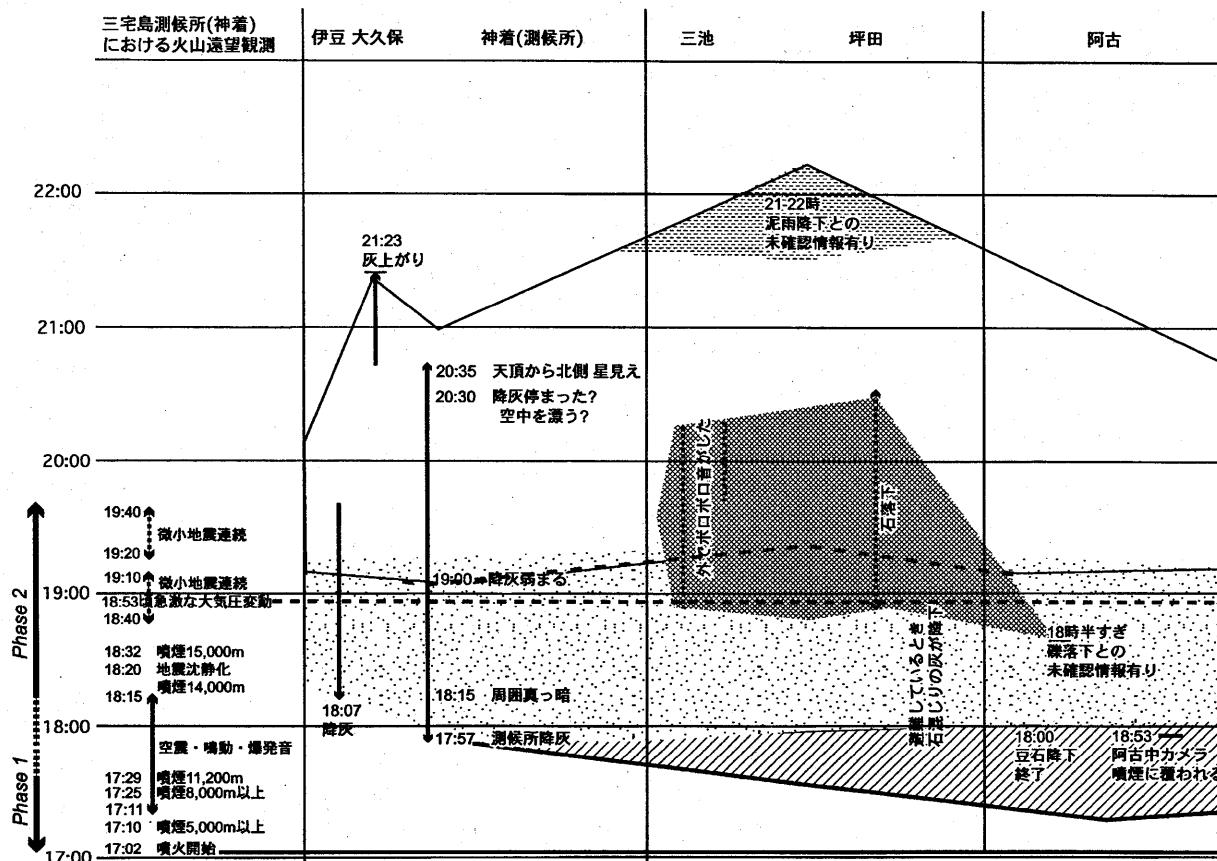 三宅島測候所(神着)
における火山遠望観測
伊豆 大久保
神着(測候所)
三池
坪田
阿古
22:00
21:00
20:00
19:00
18:00
17:00
Phase 2
Phase 1
19:40
微小地震連続
19:20
19:10
微小地震連続
18:53頃急激な大気圧変動
18:40
18:32 噴煙15,000m
18:20 地震沈静化
噴煙14,000m
18:15
空震・鳴動・爆発音
17:29 噴煙11,200m
17:25 噴煙8,000m以上
17:11
17:10 噴煙5,000m以上
17:02 噴火開始
21:23
灰上がり
18:07
降灰
20:35 天頂から北側 星見え
20:30 降灰停まった?
空中を漂う?
19:00 降灰弱まる
18:15 周囲真っ暗
17:57 測候所降灰
21-22時
泥雨降下との
未確認情報有り
外でボロボロ音がした
石落下
避難しているとき
石混じりの灰が降下
18時半すぎ
礫落下との
未確認情報有り
18:00
豆石降下
終了
18:53
阿古中カメラ
噴煙に覆われる